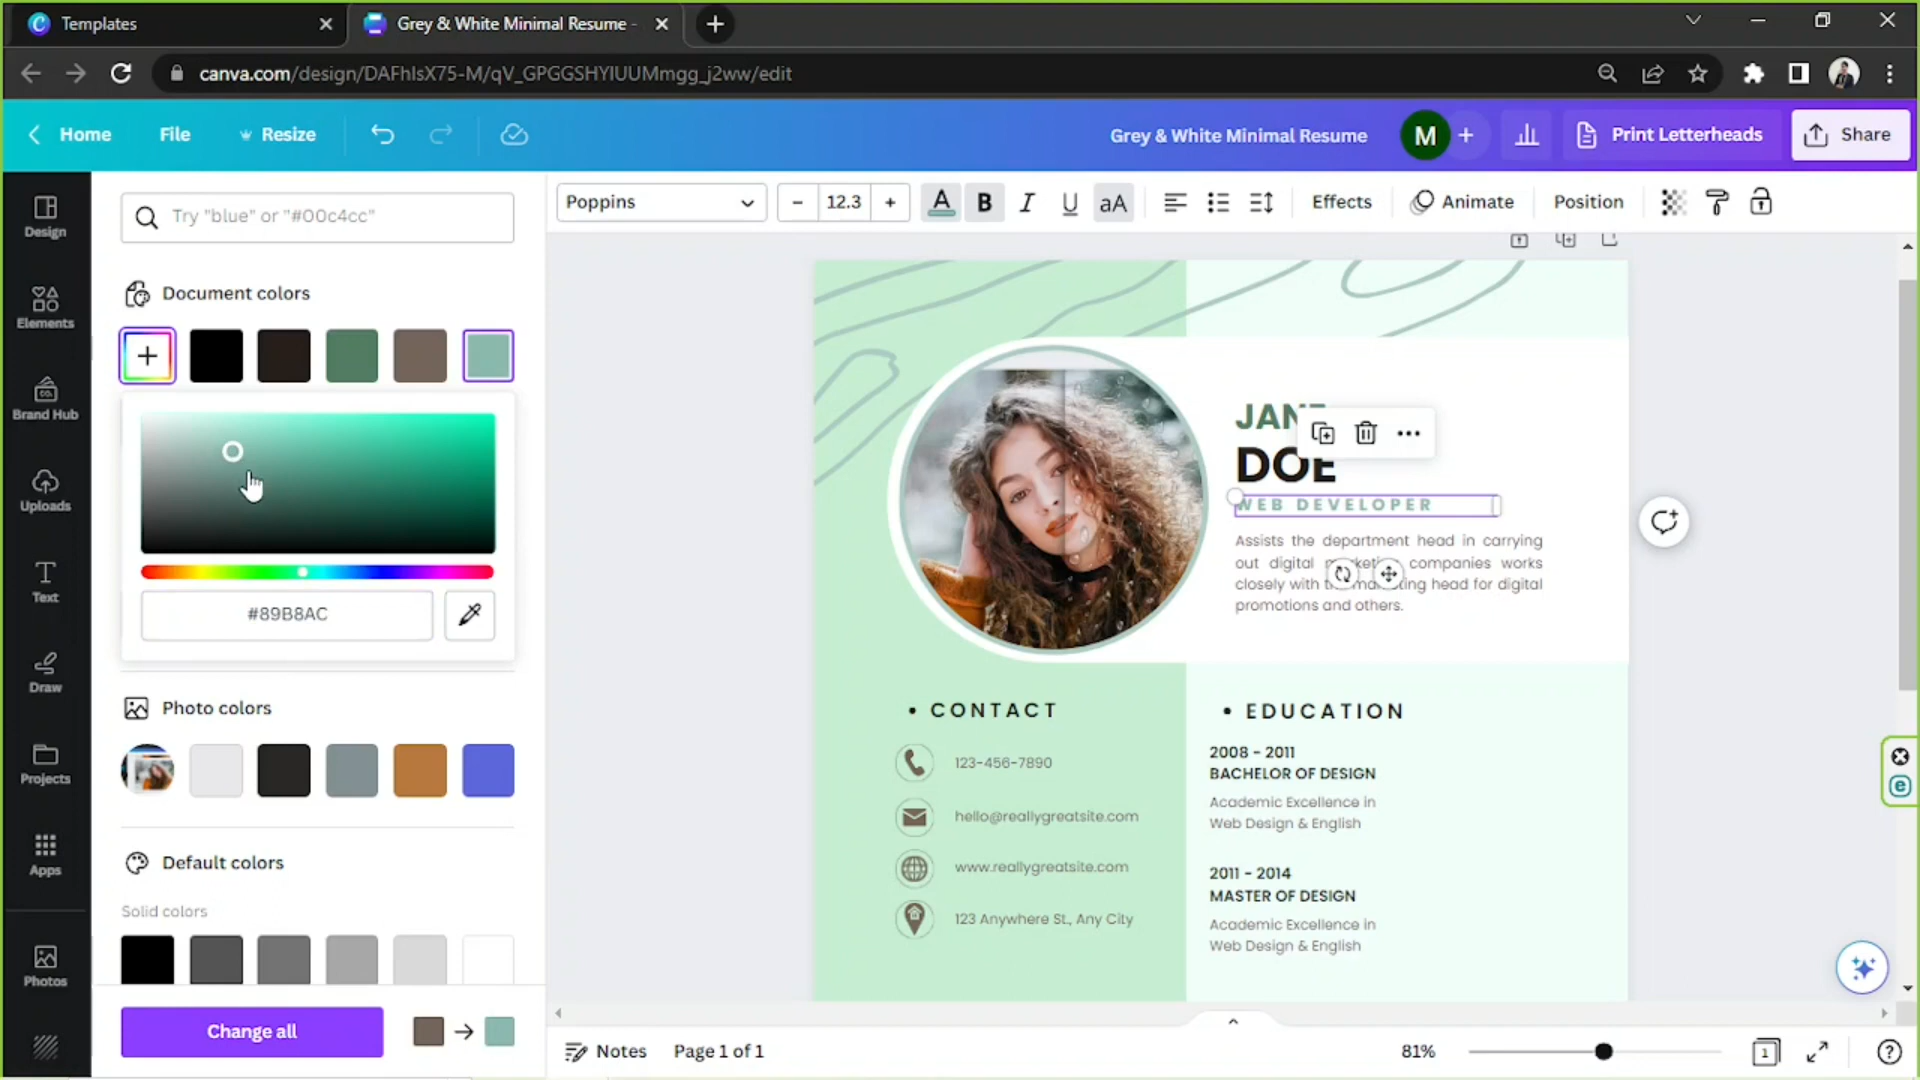 Templates
Grey & White Minimal Resume -
canva.com/design/DAFhIsX75-M/qV_GPGGSHYIUUMmgg_j2ww/edit
Home
File
Resize
Grey & White Minimal Resume
M
Print Letterheads
Share
Design
Elements
Brand Hub
Uploads
Text
Draw
Projects
Apps
Photos
Try "blue" or "#00c4cc"
Document colors
#89B8AC
Photo colors
Default colors
Solid colors
Change all
Poppins
12.3
A
B
I
U
aA
Effects
Animate
Position
DOE
WEB DEVELOPER
Assists the department head in carrying
out digital companies works
closely with head for digital
promotions and others.
• CONTACT
123-456-7890
hello@reallygreatsite.com
www.reallygreatsite.com
123 Anywhere St., Any City
• EDUCATION
2008 - 2011
BACHELOR OF DESIGN
Academic Excellence in
Web Design & English
2011 - 2014
MASTER OF DESIGN
Academic Excellence in
Web Design & English
Notes
Page 1 of 1
81%
1